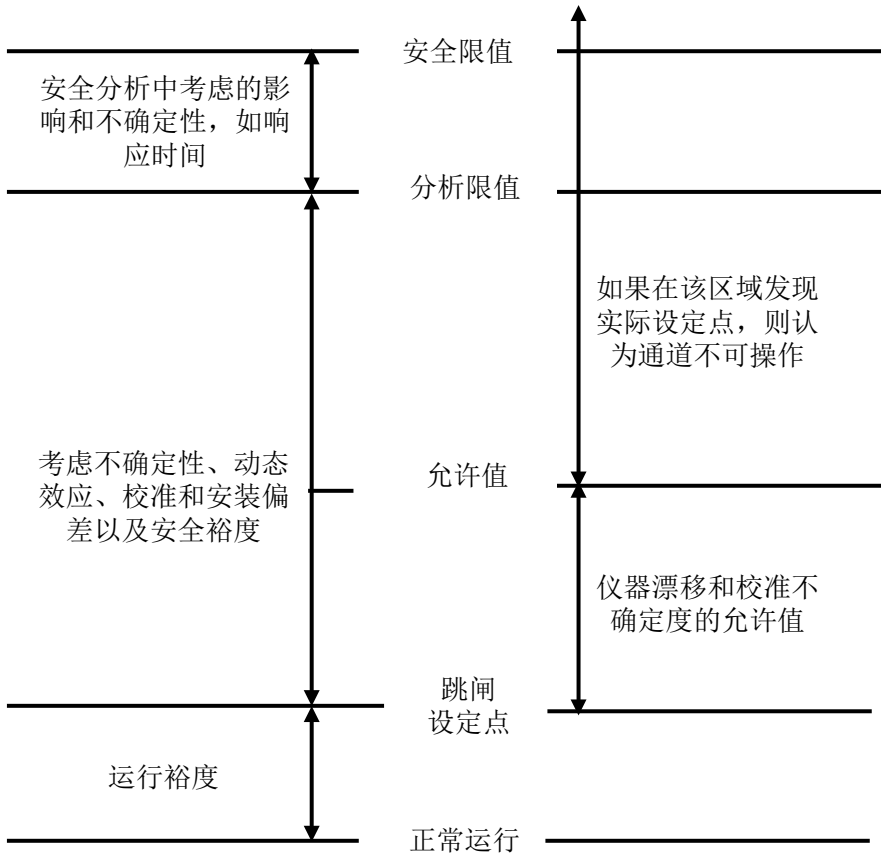 安全限值
安全分析中考虑的影
响和不确定性，如响
应时间
分析限值
如果在该区域发现
实际设定点，则认
为通道不可操作
考虑不确定性、动态
效应、校准和安装偏
差以及安全裕度
允许值
仪器漂移和校准不
确定度的允许值
跳闸
设定点
运行裕度
正常运行